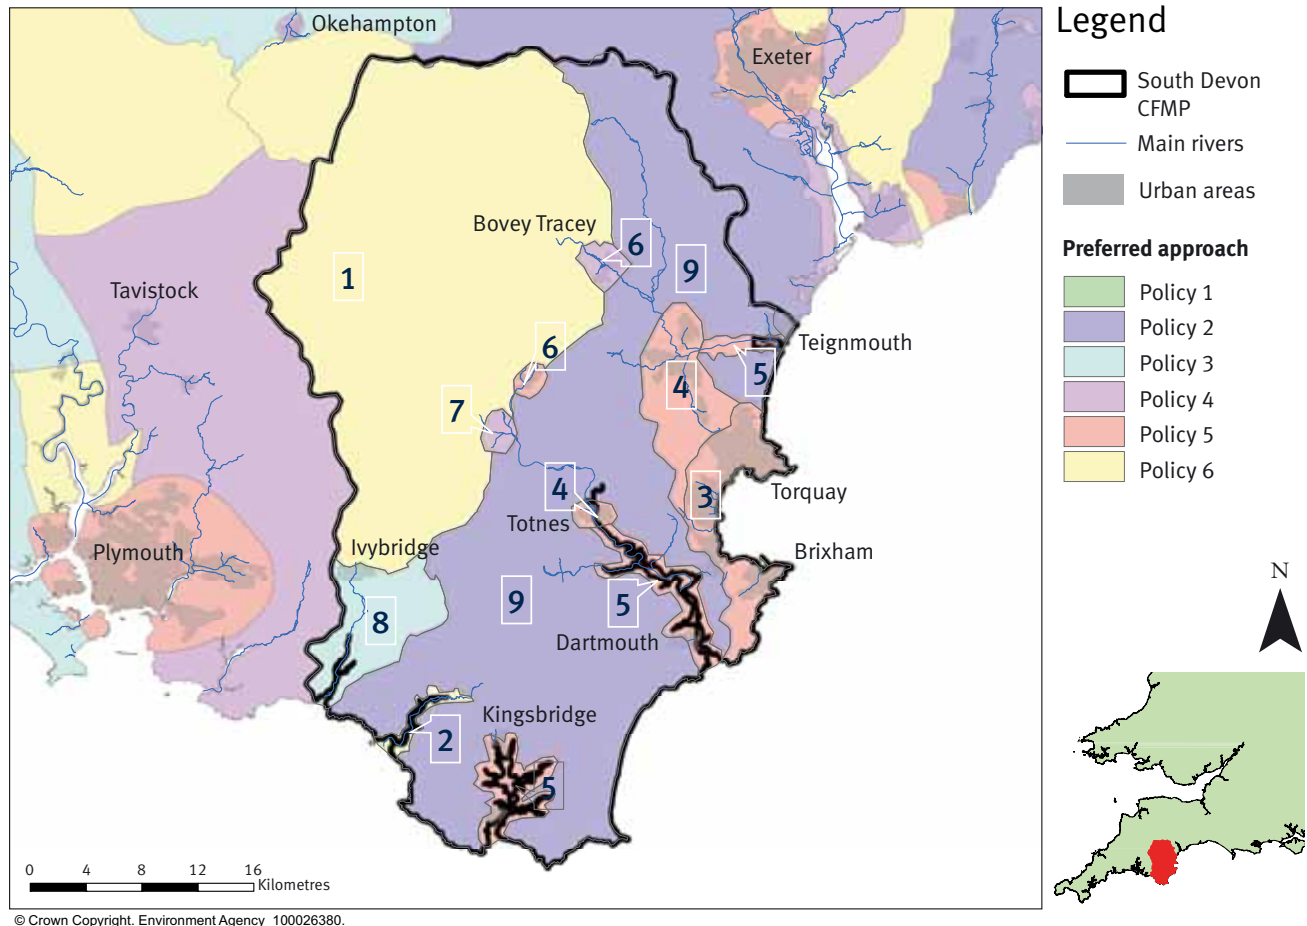 Okehampton
Exeter
Bovey Tracey
6
9
1
Tavistock
6
Teignmouth
5
4
7
4
3
Torquay
Totnes
Plymouth
Ivybridge
Brixham
9
5
8
Dartmouth
Kingsbridge
2
5
0 4 8 12 16
Kilometres
© Crown Copyright. Environment Agency 100026380.
Legend
South Devon
CFMP
Main rivers
Urban areas
Preferred approach
Policy 1
Policy 2
Policy 3
Policy 4
Policy 5
Policy 6
N